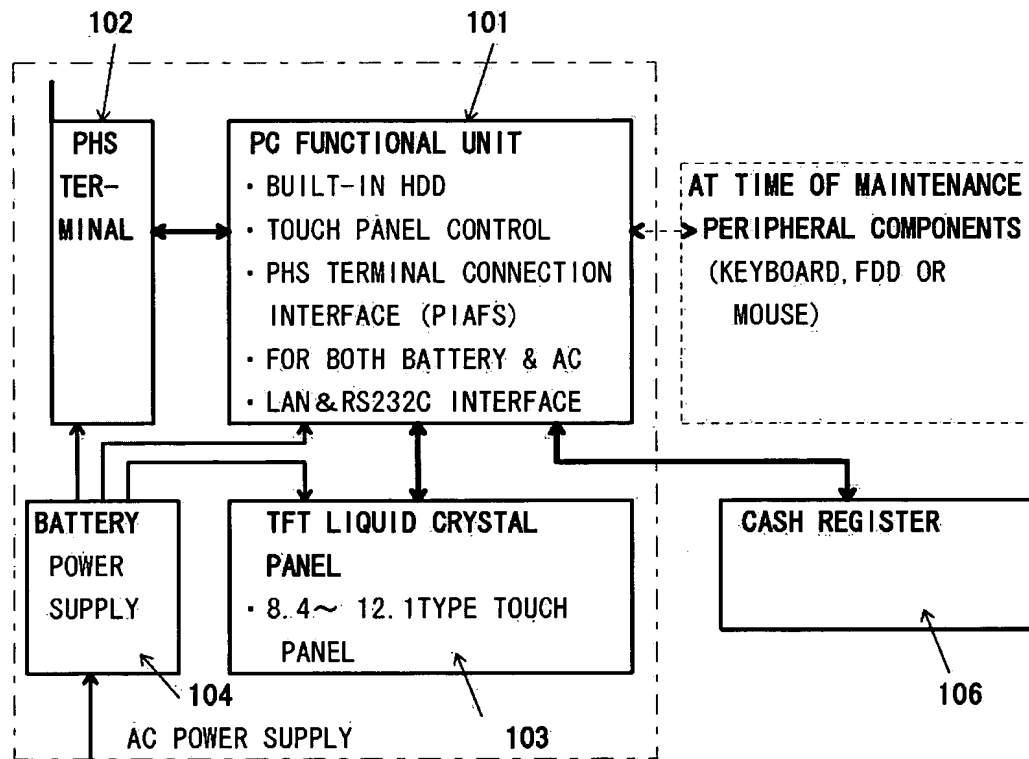 102
101
PHS
TER-
MINAL
PC FUNCTIONAL UNIT
· BUILT-IN HDD
· TOUCH PANEL CONTROL
· PHS TERMINAL CONNECTION
INTERFACE (PIAFS)
· FOR BOTH BATTERY & AC
· LAN&RS232C INTERFACE
AT TIME OF MAINTENANCE
PERIPHERAL COMPONENTS
(KEYBOARD, FDD OR
MOUSE)
BATTERY
POWER
SUPPLY
TFT LIQUID CRYSTAL
PANEL
· 8.4～ 12.1TYPE TOUCH
PANEL
CASH REGISTER
104
103
106
AC POWER SUPPLY